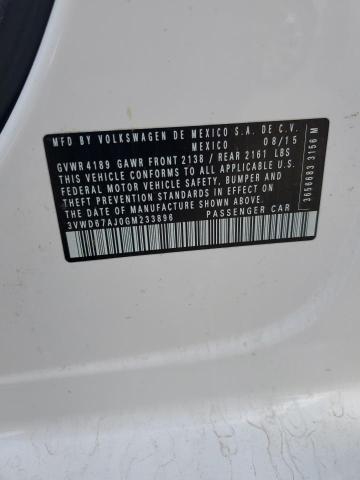 MFD BY VOLKSWAGEN DE MEXICO S.A. DE C.V.
MEXICO 08/15
GVWR 4189 GAWR FRONT 2138 / REAR 2161 LBS
THIS VEHICLE CONFORMS TO ALL APPLICABLE U.S.
FEDERAL MOTOR VEHICLE SAFETY, BUMPER AND
THEFT PREVENTION STANDARDS IN EFFECT ON THE
DATE OF MANUFACTURE SHOWN ABOVE.
3VWD67AJ0GM233896 PASSENGER CAR
3656683 3156 M